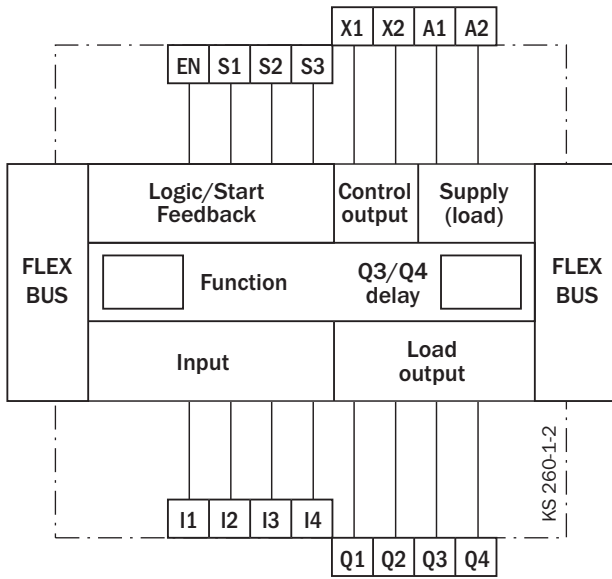 X1 X2 A1 A2
EN S1 S2 S3
Logic/Start
Feedback
Control
output
Supply
(load)
FLEX
BUS
Function
Q3/Q4
delay
FLEX
BUS
Input
Load
output
KS 260-1-2
I1 I2 I3 I4
Q1 Q2 Q3 Q4